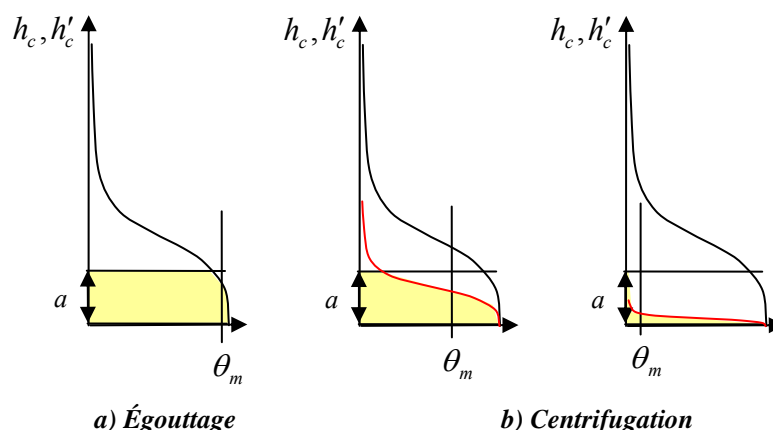 h_c, h'_c
h_c, h'_c
h_c, h'_c
a
a
a
θ_m
θ_m
θ_m
a) Égouttage
b) Centrifugation